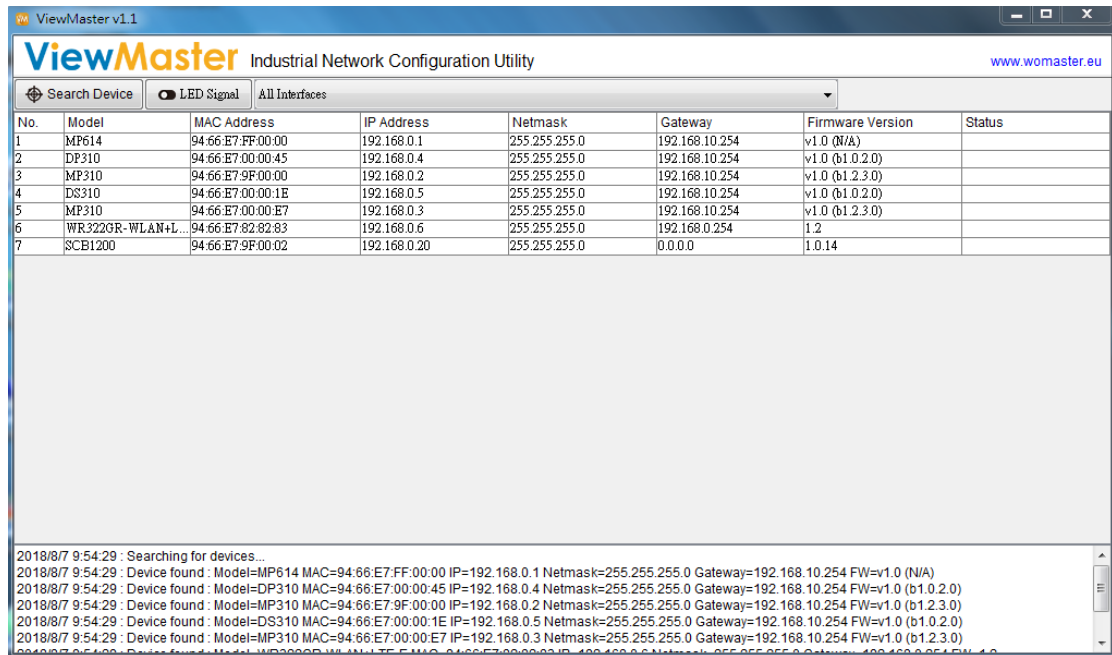 ViewMaster v1.1
ViewMaster Industrial Network Configuration Utility www.womaster.eu
Search Device LED Signal All Interfaces
No. Model MAC Address IP Address Netmask Gateway Firmware Version Status
1 MP614 94:66:E7:FF:00:00 192.168.0.1 255.255.255.0 192.168.10.254 v1.0 (N/A)
2 DP310 94:66:E7:00:00:45 192.168.0.4 255.255.255.0 192.168.10.254 v1.0 (b1.0.2.0)
3 MP310 94:66:E7:9F:00:00 192.168.0.2 255.255.255.0 192.168.10.254 v1.0 (b1.2.3.0)
4 DS310 94:66:E7:00:00:1E 192.168.0.5 255.255.255.0 192.168.10.254 v1.0 (b1.0.2.0)
5 MP310 94:66:E7:00:00:E7 192.168.0.3 255.255.255.0 192.168.10.254 v1.0 (b1.2.3.0)
6 WR322GR-WLAN+L... 94:66:E7:82:82:83 192.168.0.6 255.255.255.0 192.168.0.254 1.2
7 SCB1200 94:66:E7:9F:00:02 192.168.0.20 255.255.255.0 0.0.0.0 1.0.14
2018/8/7 9:54:29 : Searching for devices...
2018/8/7 9:54:29 : Device found : Model=MP614 MAC=94:66:E7:FF:00:00 IP=192.168.0.1 Netmask=255.255.255.0 Gateway=192.168.10.254 FW=v1.0 (N/A)
2018/8/7 9:54:29 : Device found : Model=DP310 MAC=94:66:E7:00:00:45 IP=192.168.0.4 Netmask=255.255.255.0 Gateway=192.168.10.254 FW=v1.0 (b1.0.2.0)
2018/8/7 9:54:29 : Device found : Model=MP310 MAC=94:66:E7:9F:00:00 IP=192.168.0.2 Netmask=255.255.255.0 Gateway=192.168.10.254 FW=v1.0 (b1.2.3.0)
2018/8/7 9:54:29 : Device found : Model=DS310 MAC=94:66:E7:00:00:1E IP=192.168.0.5 Netmask=255.255.255.0 Gateway=192.168.10.254 FW=v1.0 (b1.0.2.0)
2018/8/7 9:54:29 : Device found : Model=MP310 MAC=94:66:E7:00:00:E7 IP=192.168.0.3 Netmask=255.255.255.0 Gateway=192.168.10.254 FW=v1.0 (b1.2.3.0)